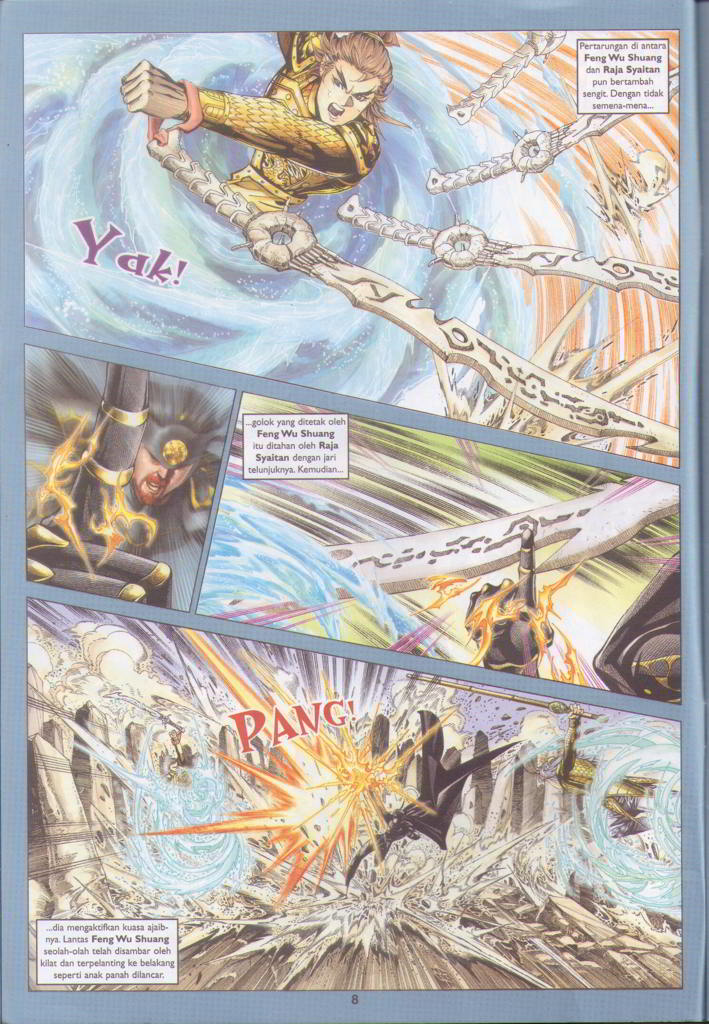 Pertarungan di antara
Feng Wu Shuang
dan Raja Syaitan
pun bertambah
sengit. Dengan tidak
semena-mena...
Yak!
...golok yang ditetak oleh
Feng Wu Shuang
itu ditahan oleh Raja
Syaitan dengan jari
telunjuknya. Kemudian...
PANG!
...dia mengaktifkan kuasa ajaib-
nya. Lantas Feng Wu Shuang
seolah-olah telah disambar oleh
kilat dan terpelanting ke belakang
seperti anak panah dilancar.
8